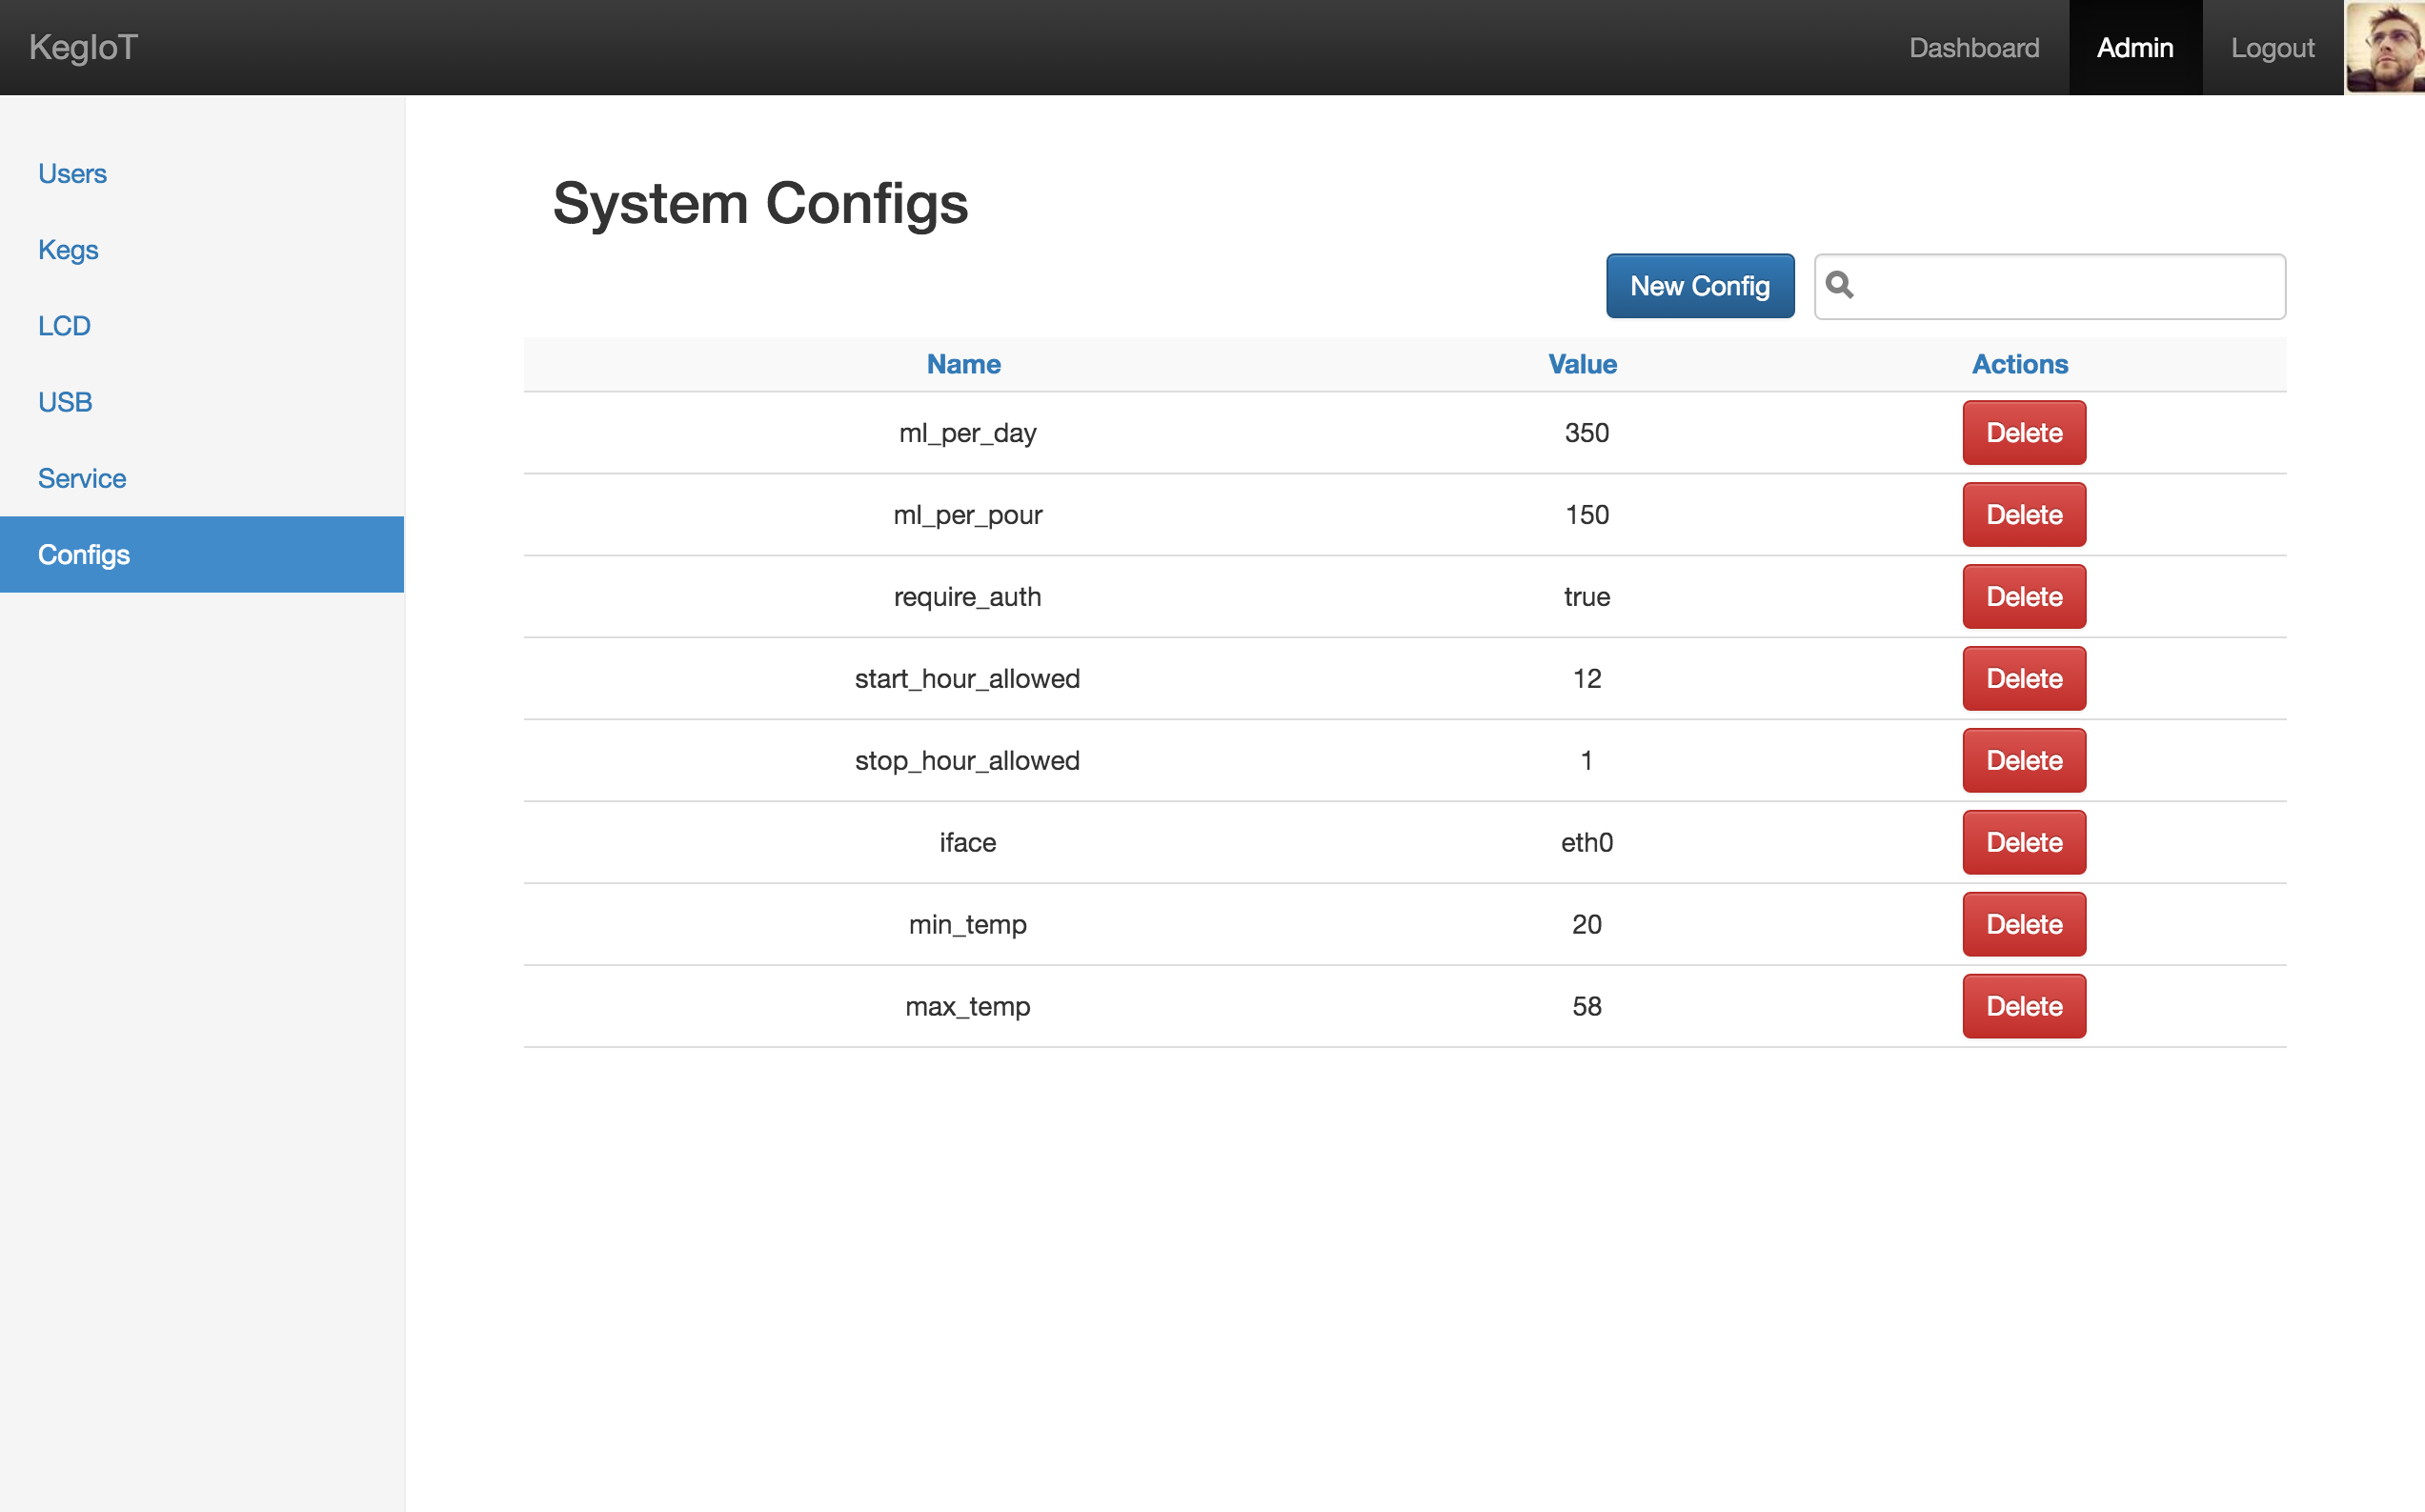 KegIoT Dashboard Admin Logout
Users
Kegs
LCD
USB
Service
Configs
System Configs
New Config
Name Value Actions
ml_per_day 350 Delete
ml_per_pour 150 Delete
require_auth true Delete
start_hour_allowed 12 Delete
stop_hour_allowed 1 Delete
iface eth0 Delete
min_temp 20 Delete
max_temp 58 Delete